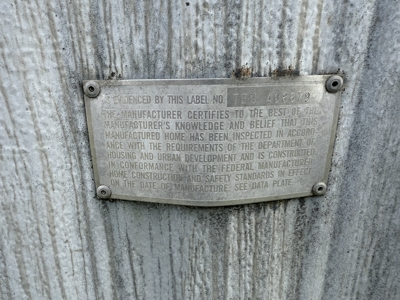 AS EVIDENCED BY THIS LABEL NO.
THE MANUFACTURER CERTIFIES TO THE BEST OF THE
MANUFACTURER'S KNOWLEDGE AND BELIEF THAT THIS
MANUFACTURED HOME HAS BEEN INSPECTED IN ACCORD-
ANCE WITH THE REQUIREMENTS OF THE DEPARTMENT OF
HOUSING AND URBAN DEVELOPMENT AND IS CONSTRUCTED
IN CONFORMANCE WITH THE FEDERAL MANUFACTURED
HOME CONSTRUCTION AND SAFETY STANDARDS IN EFFECT
ON THE DATE OF MANUFACTURE. SEE DATA PLATE.